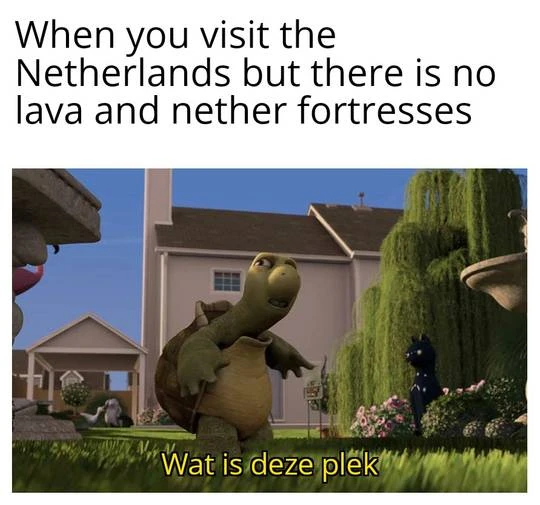 When you visit the
Netherlands but there is no
lava and nether fortresses
Wat is deze plek